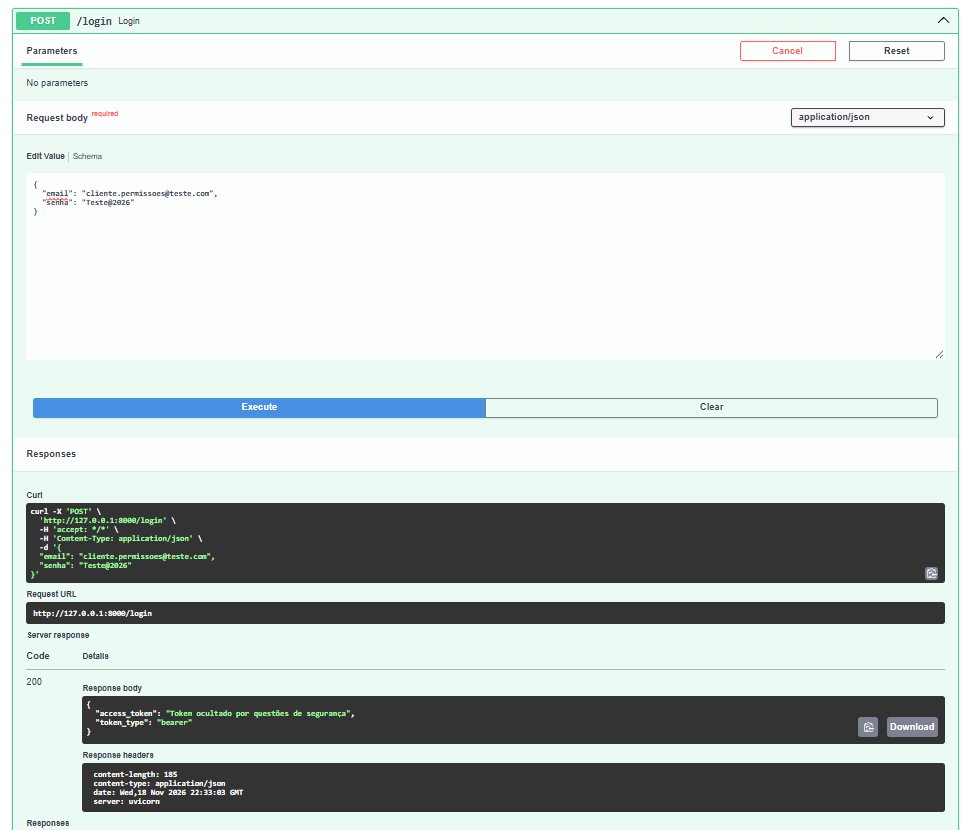 POST /login Login
Parameters
Cancel
Reset
No parameters
Request body required
application/json
Edit Value | Schema
{
"email": "cliente.permissoes@teste.com",
"senha": "Teste@2026"
}
Execute
Clear
Responses
Curl
curl -X 'POST' \
'http://127.0.0.1:8000/login' \
-H 'accept: */*' \
-H 'Content-Type: application/json' \
-d '{
"email": "cliente.permissoes@teste.com",
"senha": "Teste@2026"
}'
Request URL
http://127.0.0.1:8000/login
Server response
Code Details
200
Response body
{
"access_token": "Token ocultado por questões de segurança",
"token_type": "bearer"
}
Download
Response headers
content-length: 185
content-type: application/json
date: Wed,18 Nov 2026 22:33:03 GMT
server: uvicorn
Responses